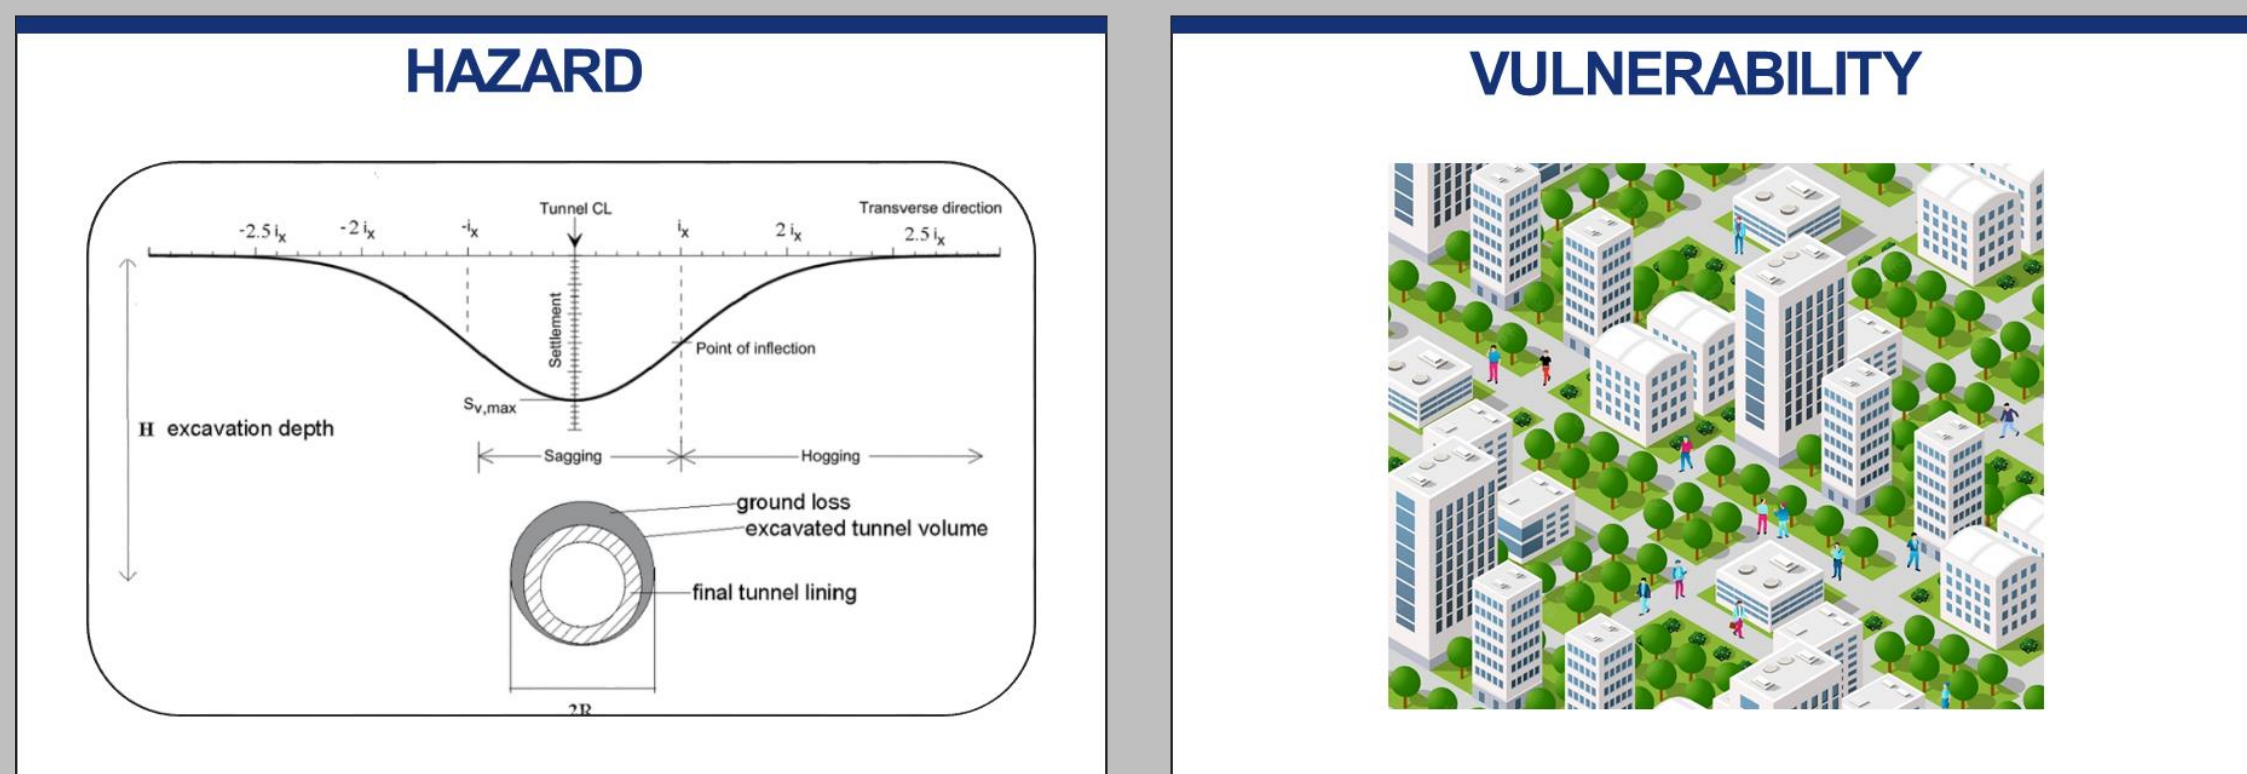 HAZARD
Tunnel CL
Transverse direction
-2.5 ix
-2 ix
-ix
ix
2 ix
2.5 ix
Settlement
Point of inflection
Sv,max
H excavation depth
Sagging
Hogging
ground loss
excavated tunnel volume
final tunnel lining
2R
VULNERABILITY